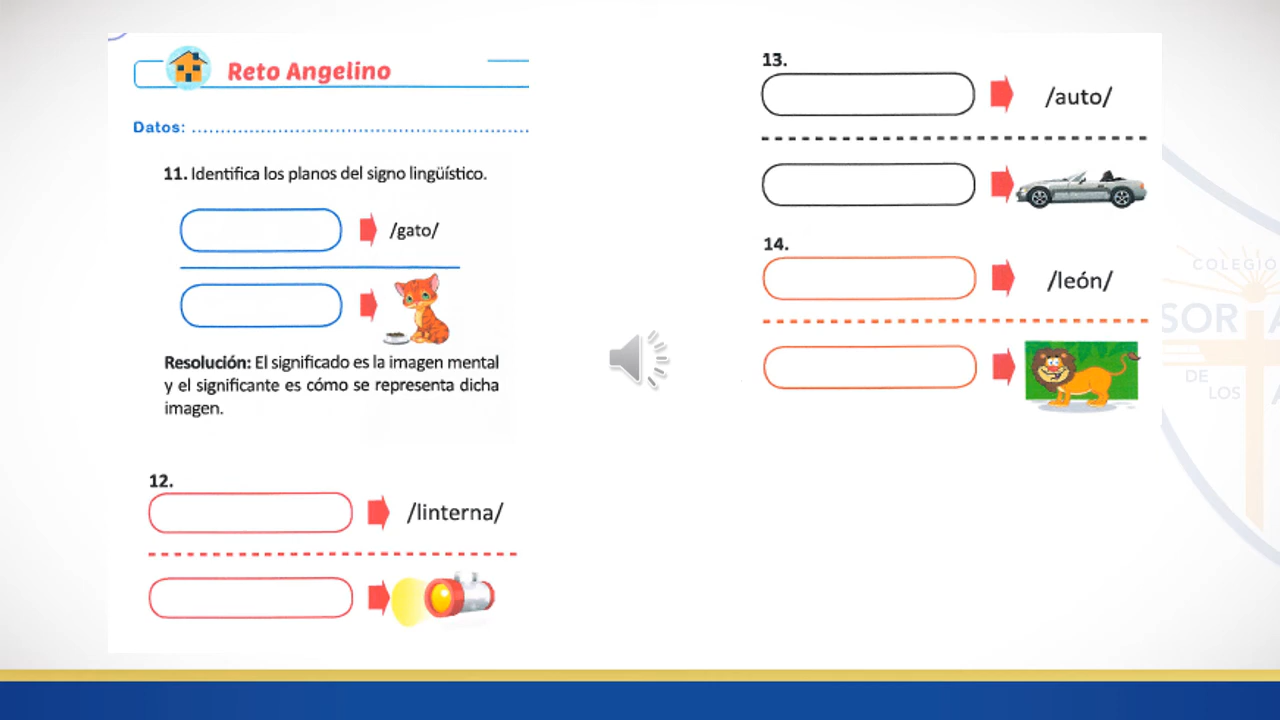 Reto Angelino
Datos: ........................................................
11. Identifica los planos del signo lingüístico.
/gato/
Resolución: El significado es la imagen mental
y el significante es cómo se representa dicha
imagen.
12.
/linterna/
13.
/auto/
14.
/león/
COLEGIO
SOR A
DE
LOS A